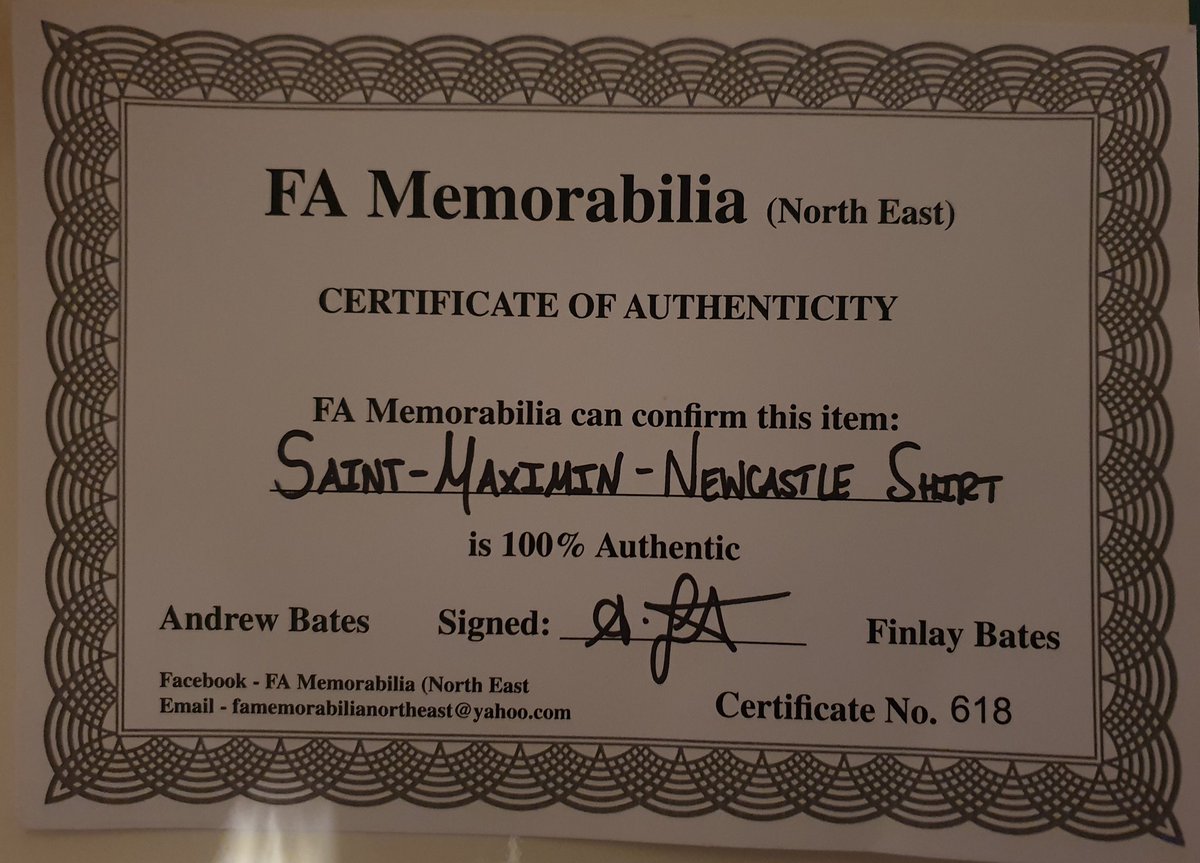 FA Memorabilia (North East)
CERTIFICATE OF AUTHENTICITY
FA Memorabilia can confirm this item:
SAINT-MAXIMIN-NEWCASTLE SHIRT
is 100% Authentic
Andrew Bates Signed: Finlay Bates
Facebook - FA Memorabilia (North East
Email - famemorabilianortheast@yahoo.com
Certificate No. 618